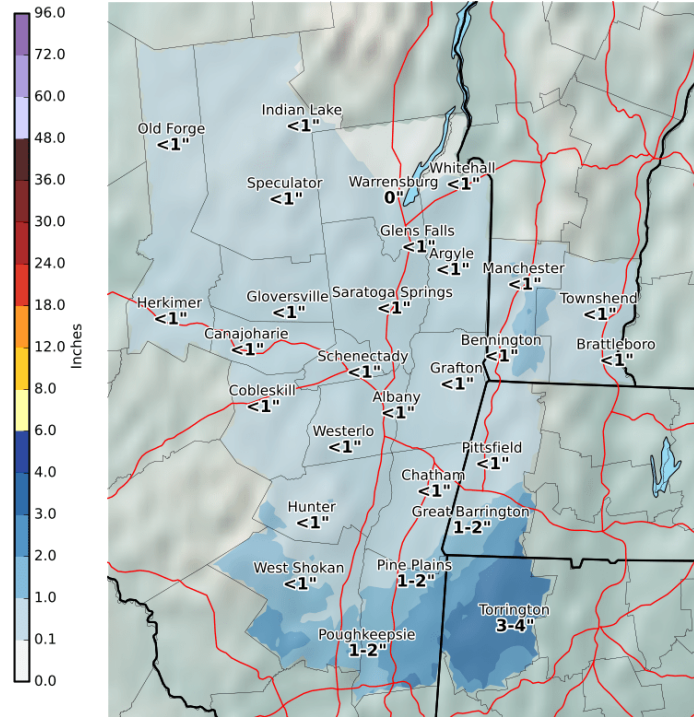 96.0
72.0
60.0
48.0
36.0
30.0
24.0
18.0
12.0
8.0
6.0
4.0
3.0
2.0
1.0
0.1
0.0
Inches
Indian Lake
<1"
Old Forge
<1"
Whitehall
<1"
Speculator
<1"
Warrensburg
0"
Glens Falls
<1"
Argyle
<1"
Manchester
<1"
Saratoga Springs
<1"
Gloversville
<1"
Townshend
<1"
Herkimer
<1"
Canajoharie
<1"
Bennington
<1"
Brattleboro
<1"
Schenectady
<1"
Grafton
<1"
Cobleskill
<1"
Albany
<1"
Westerlo
<1"
Pittsfield
<1"
Chatham
<1"
Hunter
<1"
Great Barrington
1-2"
West Shokan
<1"
Pine Plains
1-2"
Torrington
3-4"
Poughkeepsie
1-2"